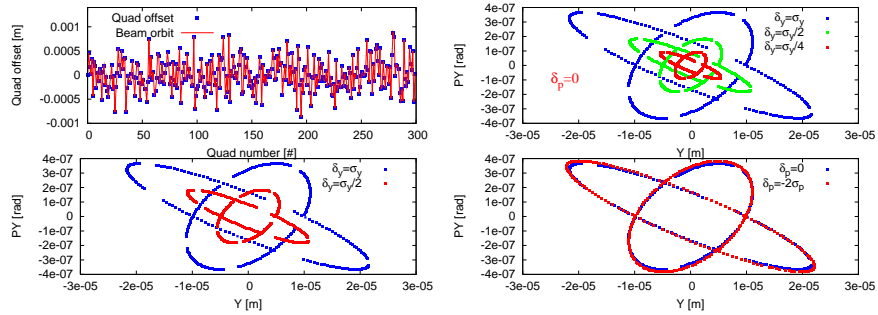 Quad offset
Beam orbit
Quad offset [m]
0.001
0.0005
0
-0.0005
-0.001
0 50 100 150 200 250 300
Quad number [#]
δy=σy
δy=σy/2
δy=σy/4
δp=0
PY [rad]
4e-07
3e-07
2e-07
1e-07
0
-1e-07
-2e-07
-3e-07
-4e-07
-3e-05 -2e-05 -1e-05 0 1e-05 2e-05 3e-05
Y [m]
δy=σy
δy=σy/2
PY [rad]
4e-07
3e-07
2e-07
1e-07
0
-1e-07
-2e-07
-3e-07
-4e-07
-3e-05 -2e-05 -1e-05 0 1e-05 2e-05 3e-05
Y [m]
δp=0
δp=-2σp
PY [rad]
4e-07
3e-07
2e-07
1e-07
0
-1e-07
-2e-07
-3e-07
-4e-07
-3e-05 -2e-05 -1e-05 0 1e-05 2e-05 3e-05
Y [m]